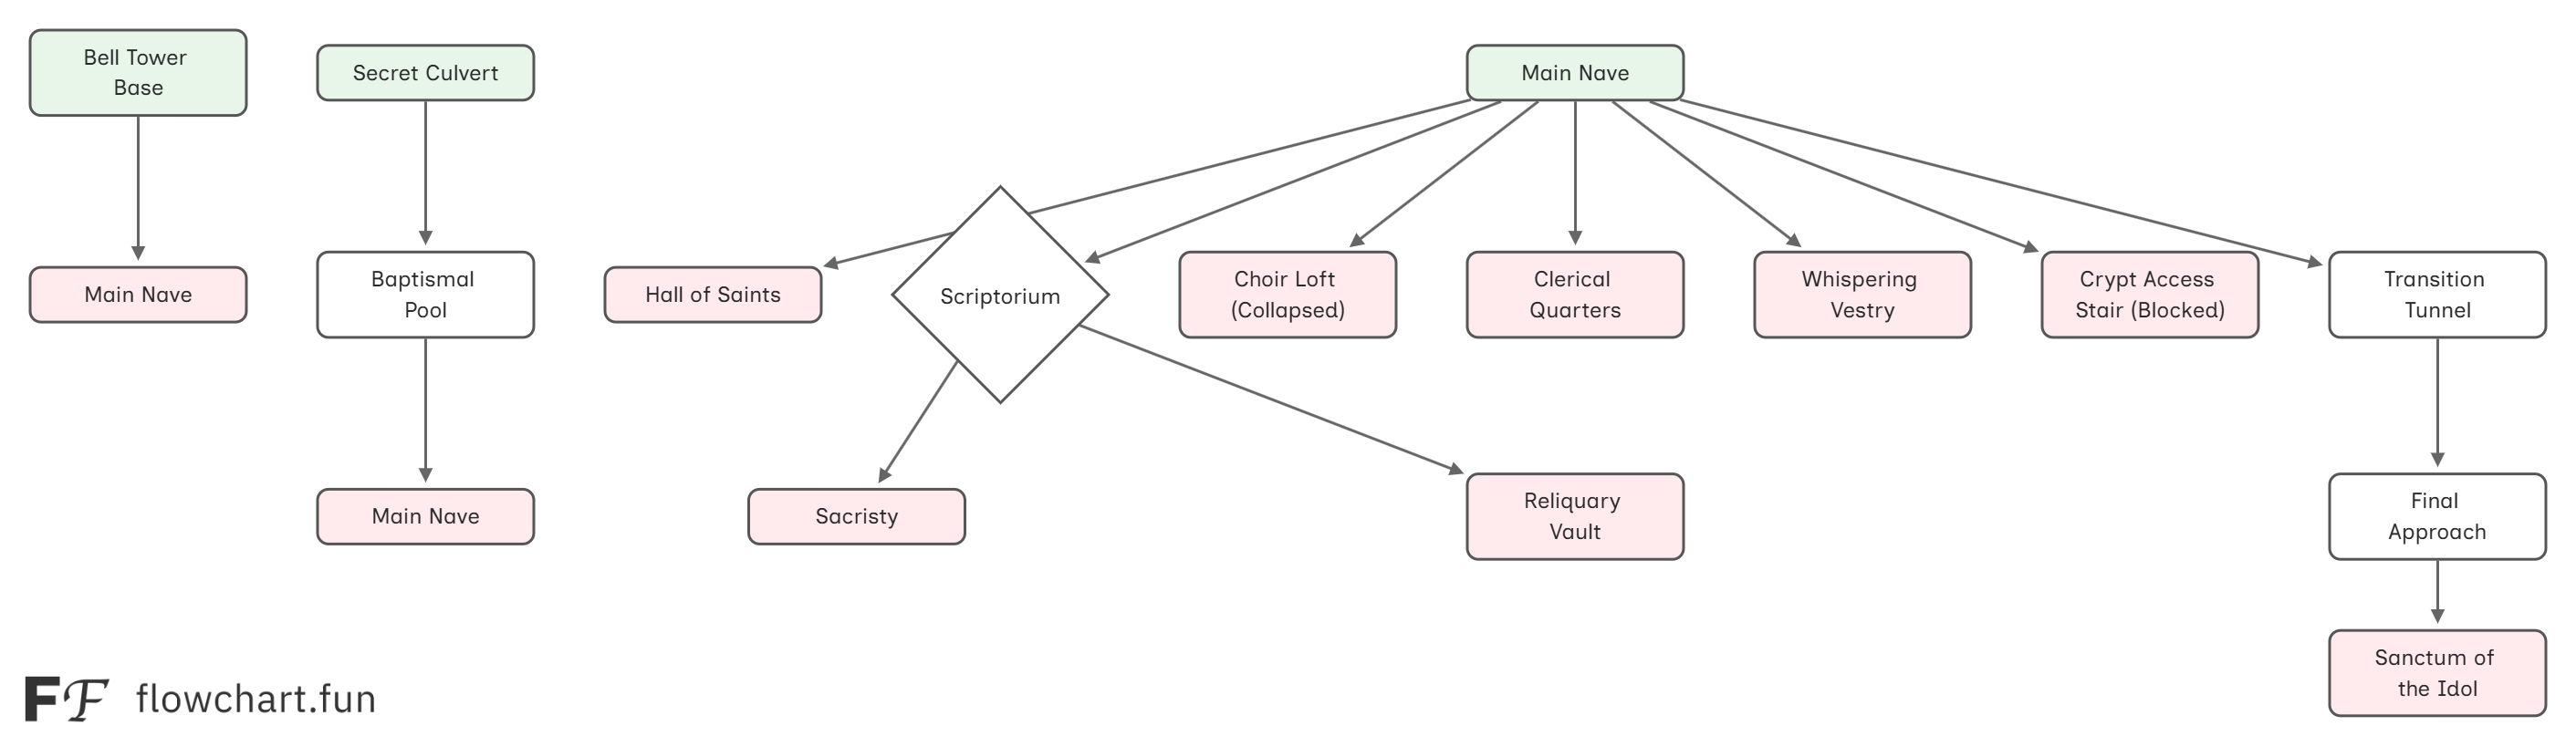 Bell Tower
Base
Secret Culvert
Main Nave
Main Nave
Baptismal
Pool
Hall of Saints
Scriptorium
Choir Loft
(Collapsed)
Clerical
Quarters
Whispering
Vestry
Crypt Access
Stair (Blocked)
Transition
Tunnel
Main Nave
Sacristy
Reliquary
Vault
Final
Approach
Sanctum of
the Idol
FF flowchart.fun